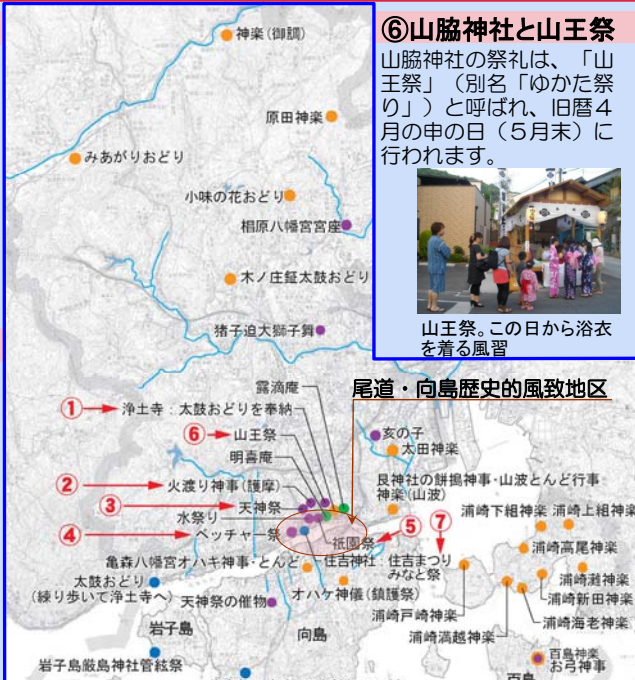 ⑥山脇神社と山王祭
山脇神社の祭礼は、「山
王祭」（別名「ゆかた祭
り」）と呼ばれ、旧暦４
月の申の日（５月末）に
行われます。
山王祭。この日から浴衣
を着る風習
神楽(御調)
原田神楽
みあがりおどり
小味の花おどり
椙原八幡宮宮座
木ノ庄鉦太鼓おどり
猪子迫大獅子舞
露滴庵
尾道・向島歴史的風致地区
①
浄土寺：太鼓おどりを奉納
⑥
山王祭
亥の子
太田神楽
明喜庵
②
火渡り神事(護摩)
艮神社の餅搗神事・山波とんど行事
神楽(山波)
③
天神祭
水祭り
④
ベッチャー祭
祇園祭
⑤
⑦
浦崎下組神楽
浦崎上組神楽
浦崎高尾神楽
亀森八幡宮オハキ神事・とんど
住吉神社：住吉まつり
みなと祭
太鼓おどり
(練り歩いて浄土寺へ)
天神祭の催物
オハケ神儀(鎮護祭)
浦崎灘神楽
浦崎新田神楽
浦崎戸崎神楽
浦崎海老神楽
浦崎満越神楽
岩子島
向島
岩子島厳島神社管絃祭
百島神楽
お弓神事
百島